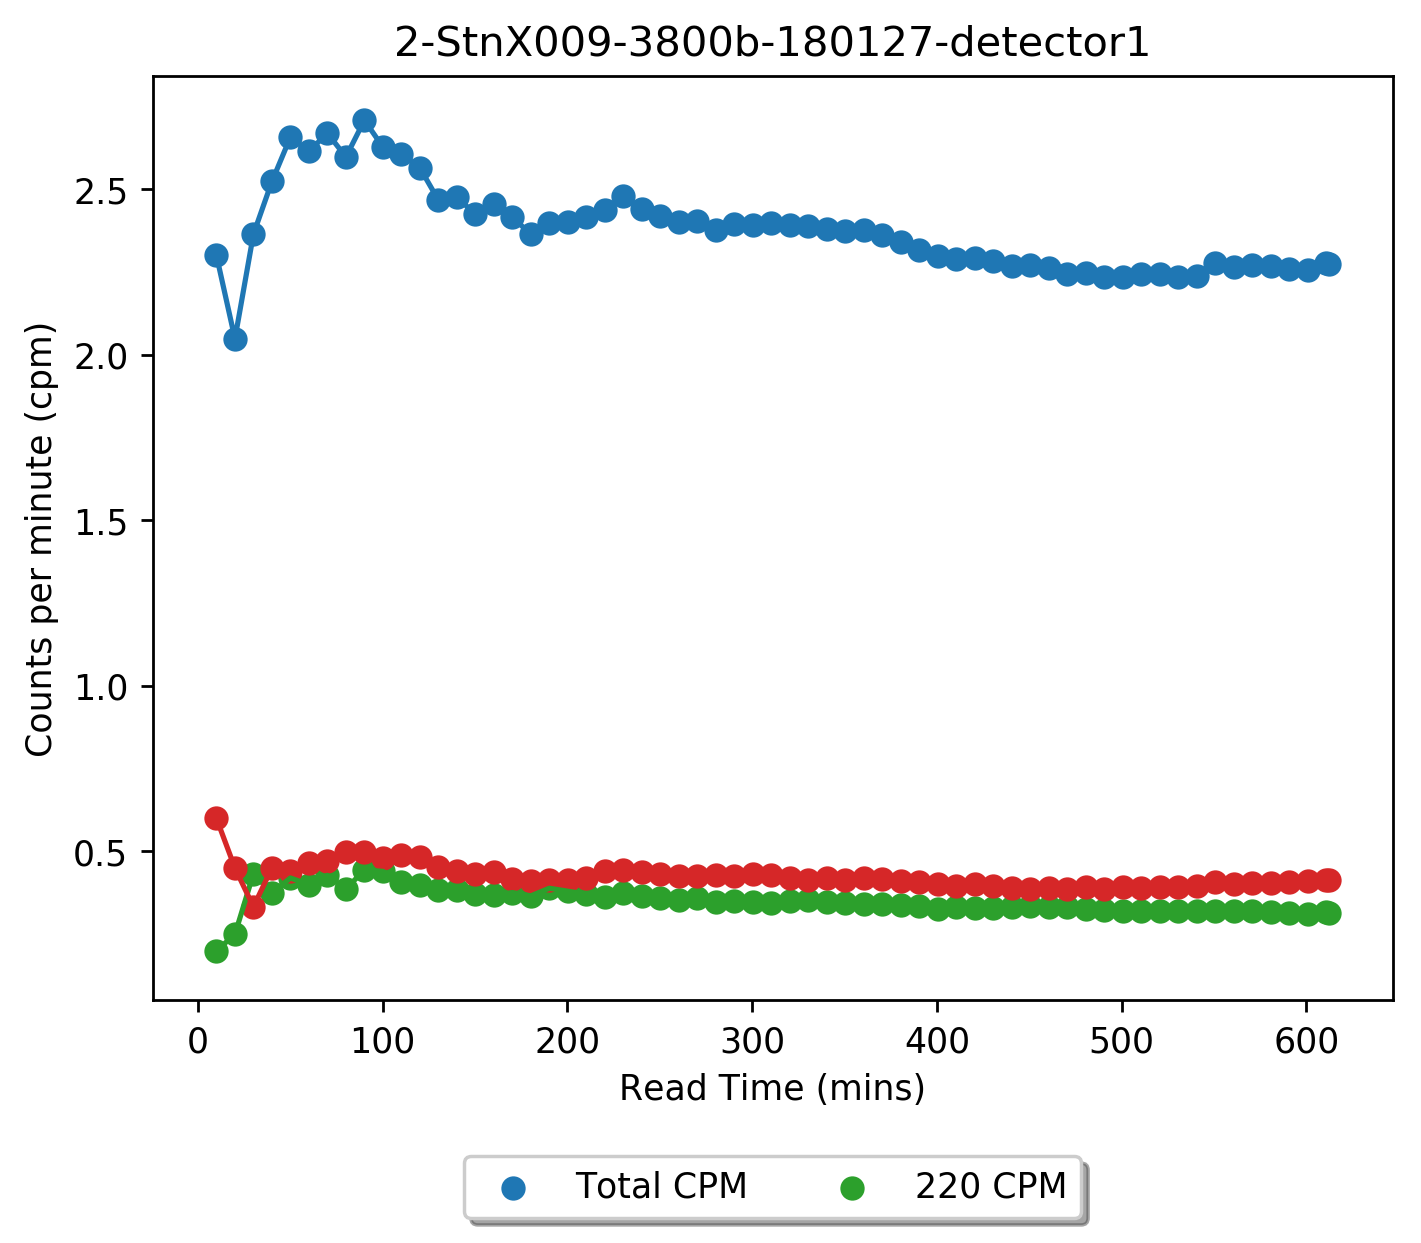 2-StnX009-3800b-180127-detector1
Counts per minute (cpm)
2.5
2.0
1.5
1.0
0.5
0 100 200 300 400 500 600
Read Time (mins)
Total CPM 220 CPM